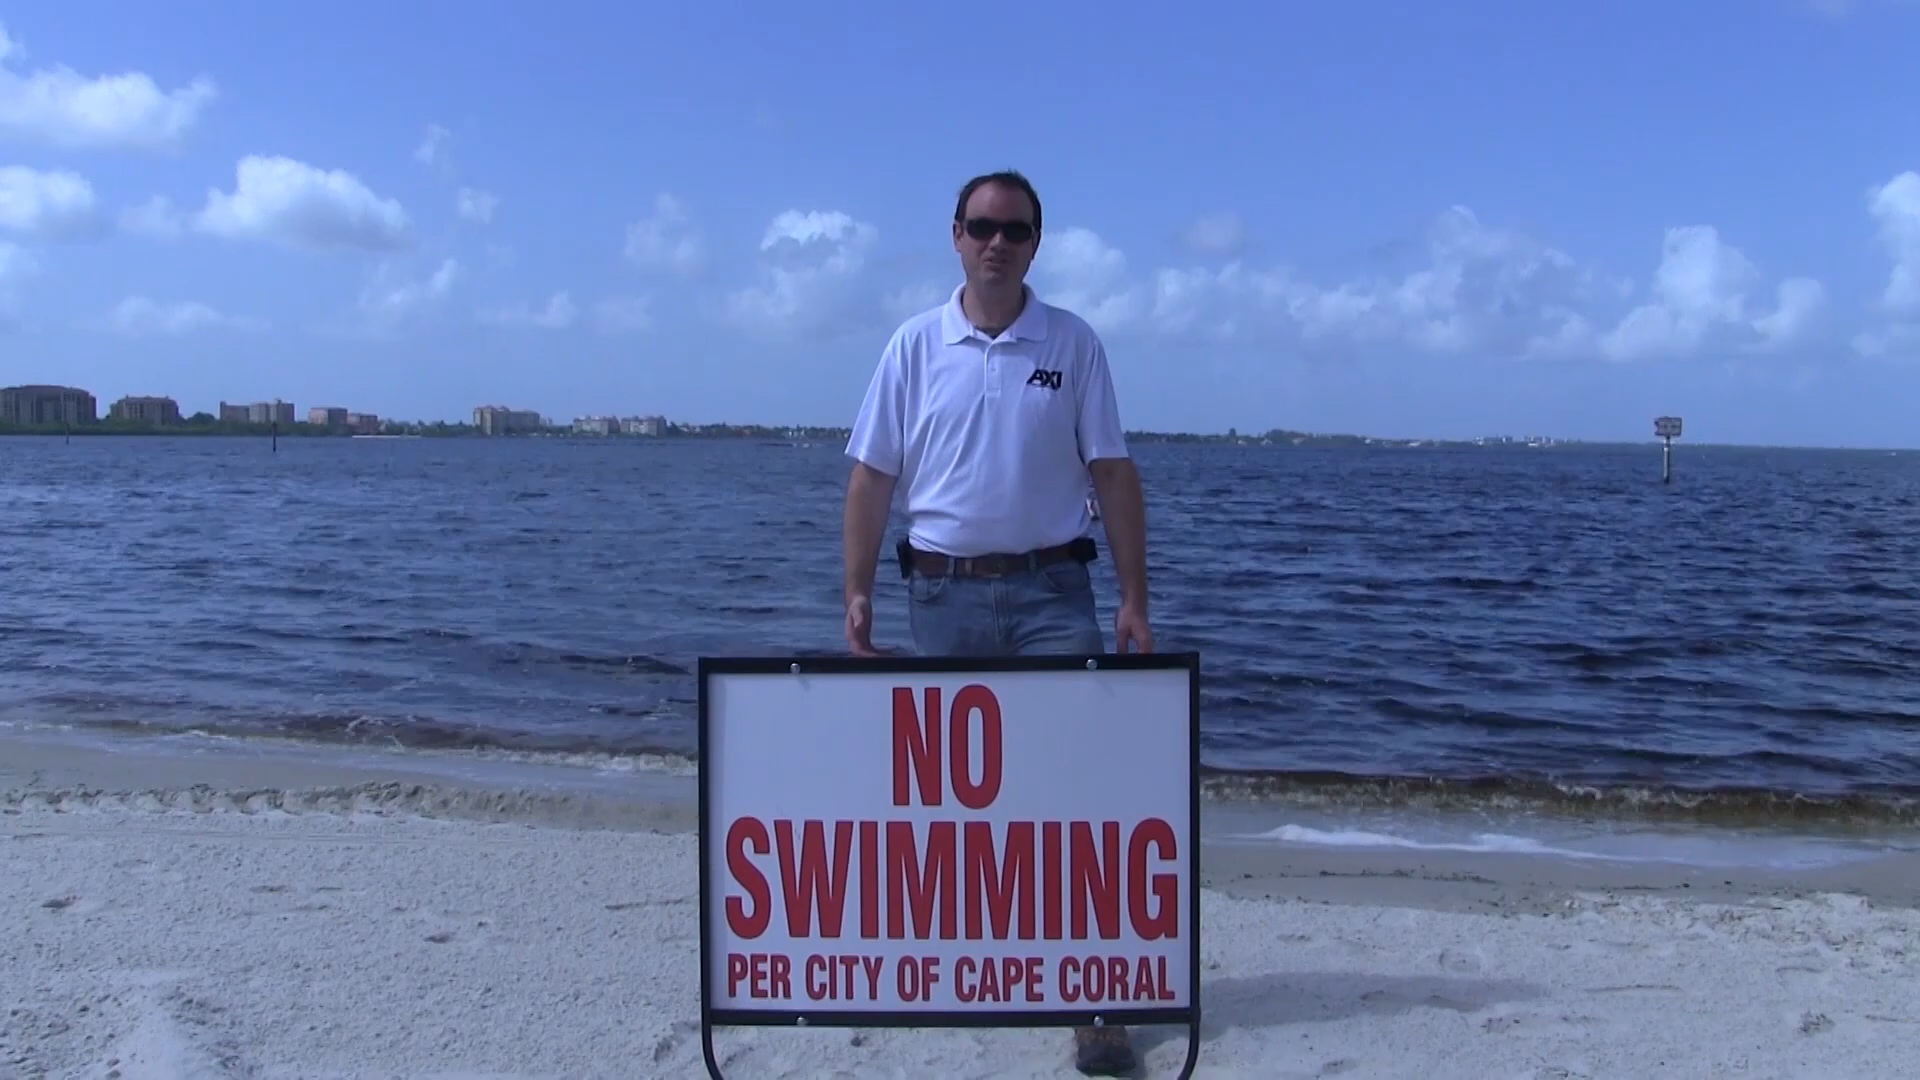 AXI
NO
SWIMMING
PER CITY OF CAPE CORAL